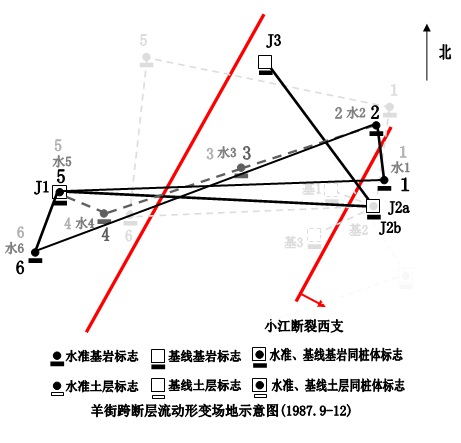 J3
5
北
1
2 水2 2
1
水1
3 水3 3
5
水5
5
J1
基1
1
J2a
J2b
4 水4
4
6
基2
基3
6
水6
6
小江断裂西支
水准基岩标志 基线基岩标志 水准、基线基岩同桩体标志
水准土层标志 基线土层标志 水准、基线土层同桩体标志
羊街跨断层流动形变场地示意图(1987.9-12)